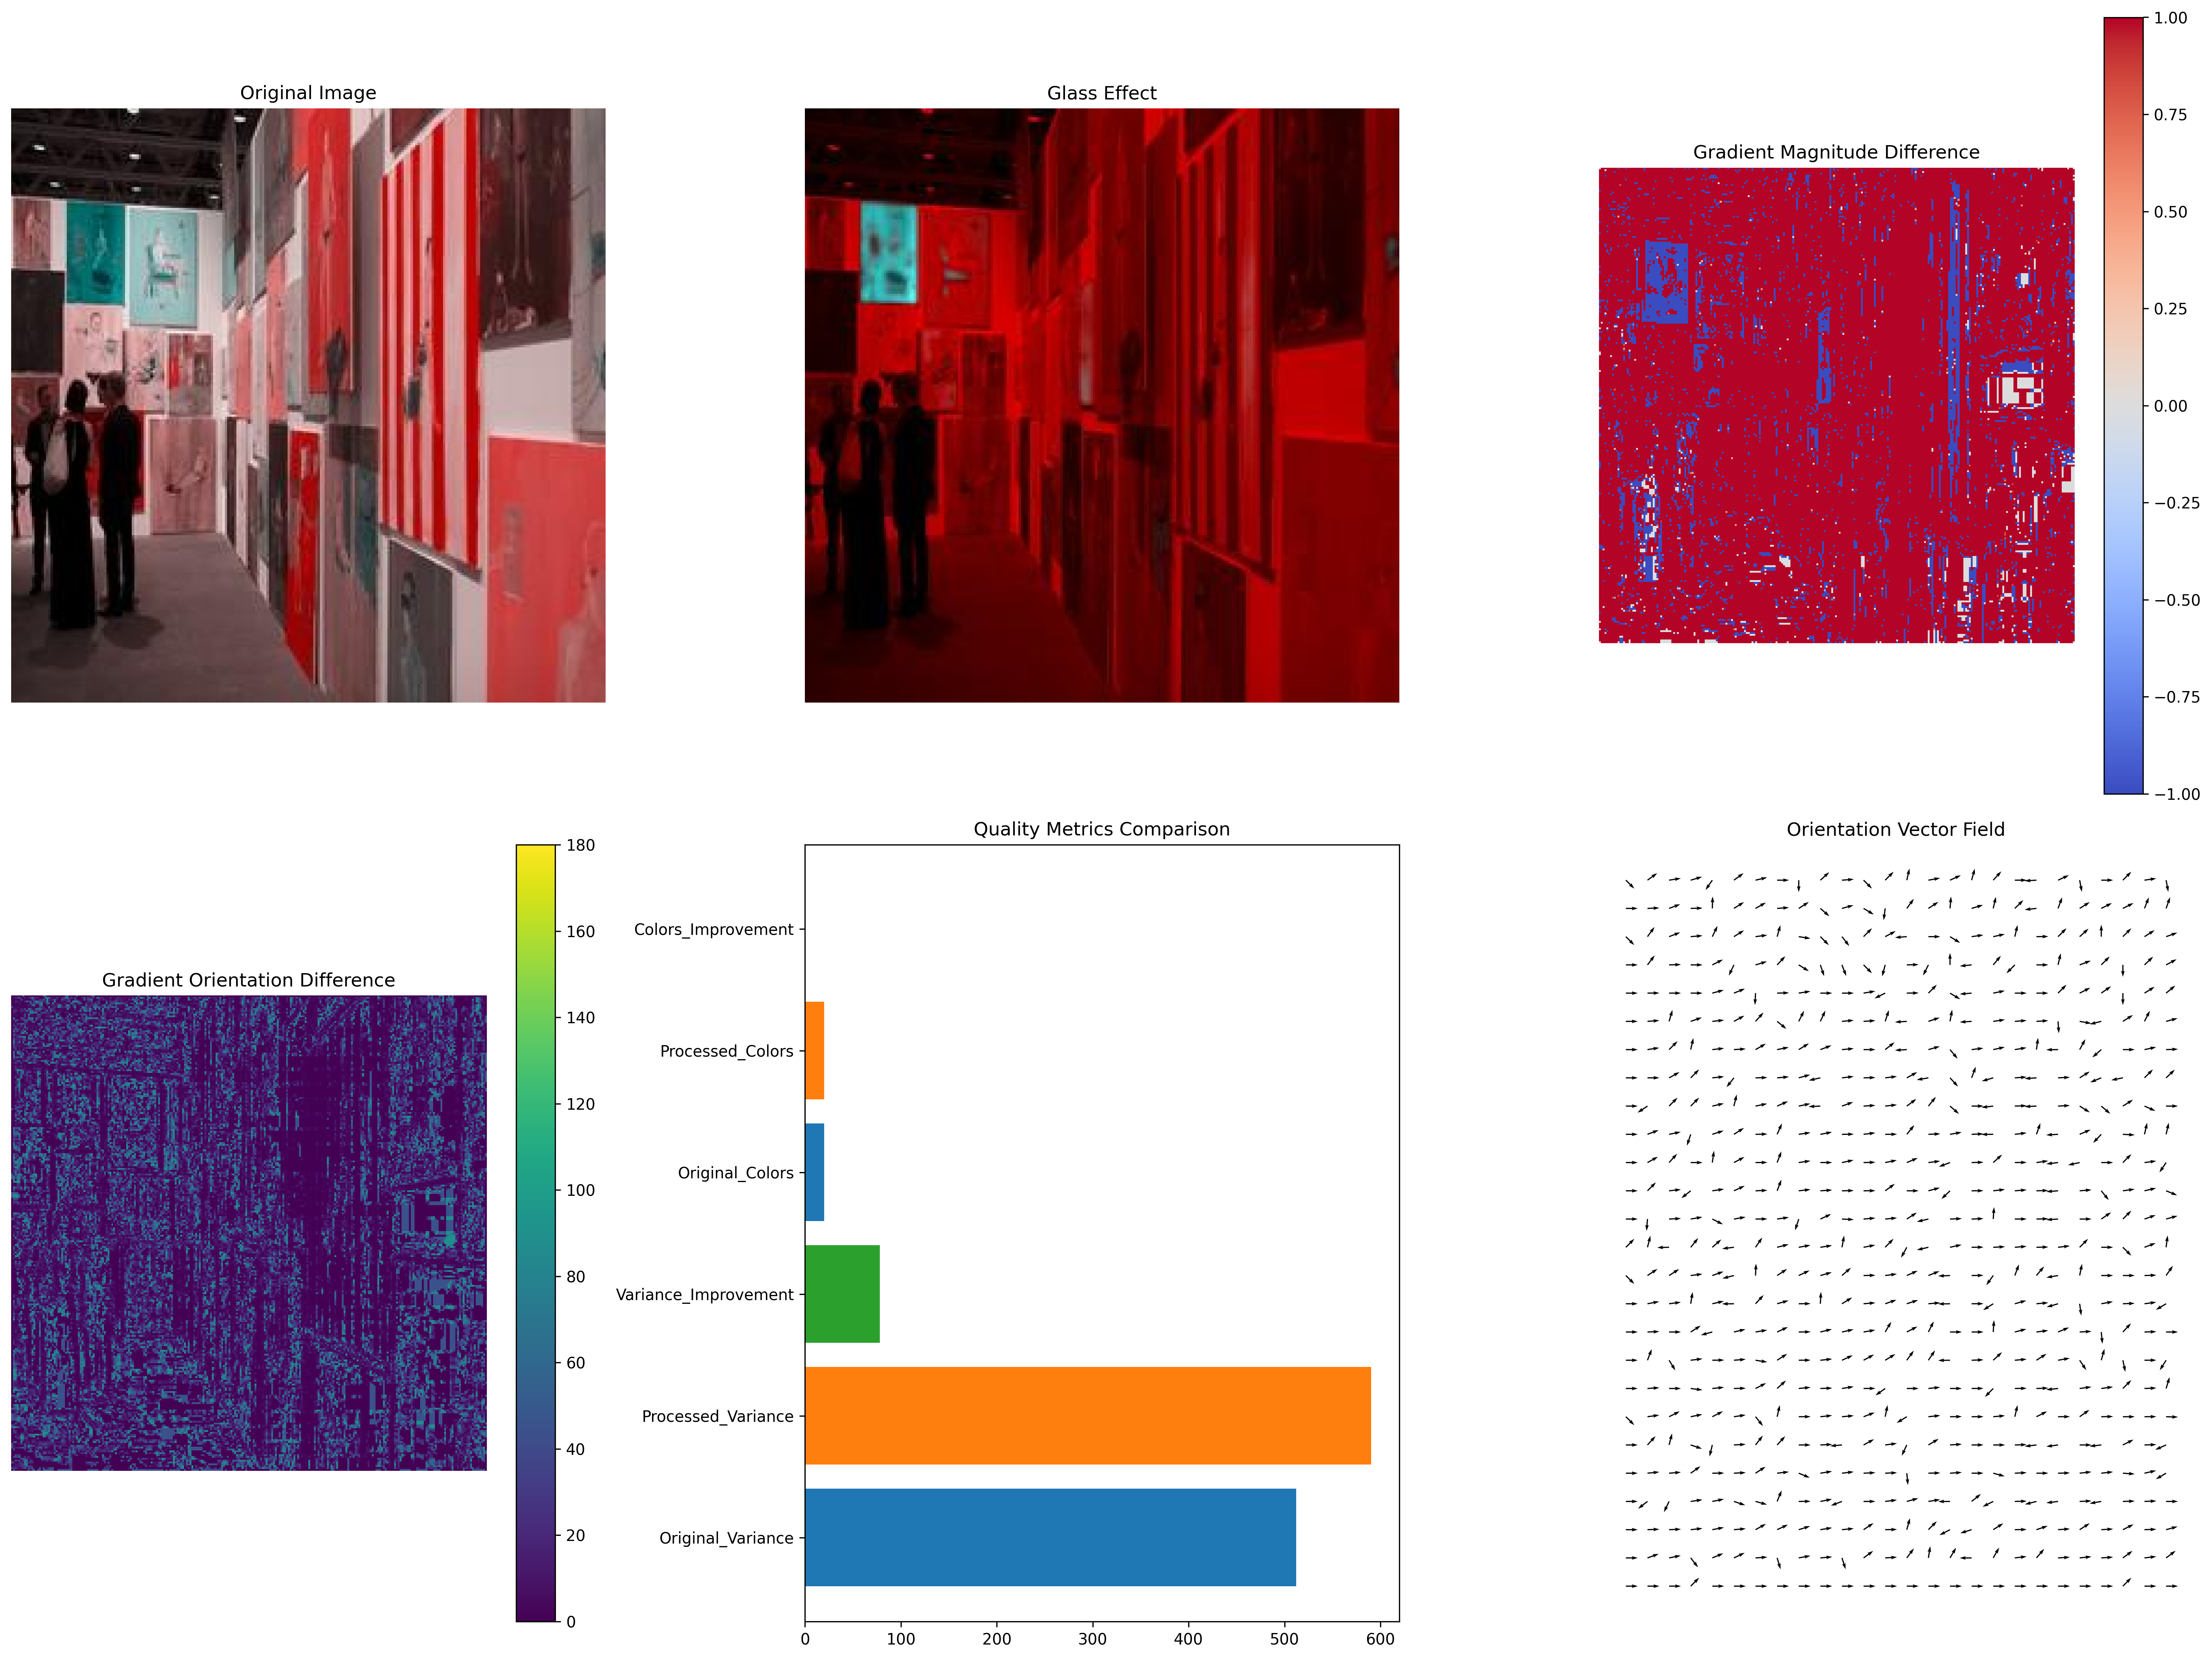 Original Image
Glass Effect
Gradient Magnitude Difference
1.00
0.75
0.50
0.25
0.00
−0.25
−0.50
−0.75
−1.00
Gradient Orientation Difference
180
160
140
120
100
80
60
40
20
0
Quality Metrics Comparison
Colors_Improvement
Processed_Colors
Original_Colors
Variance_Improvement
Processed_Variance
Original_Variance
0 100 200 300 400 500 600
Orientation Vector Field